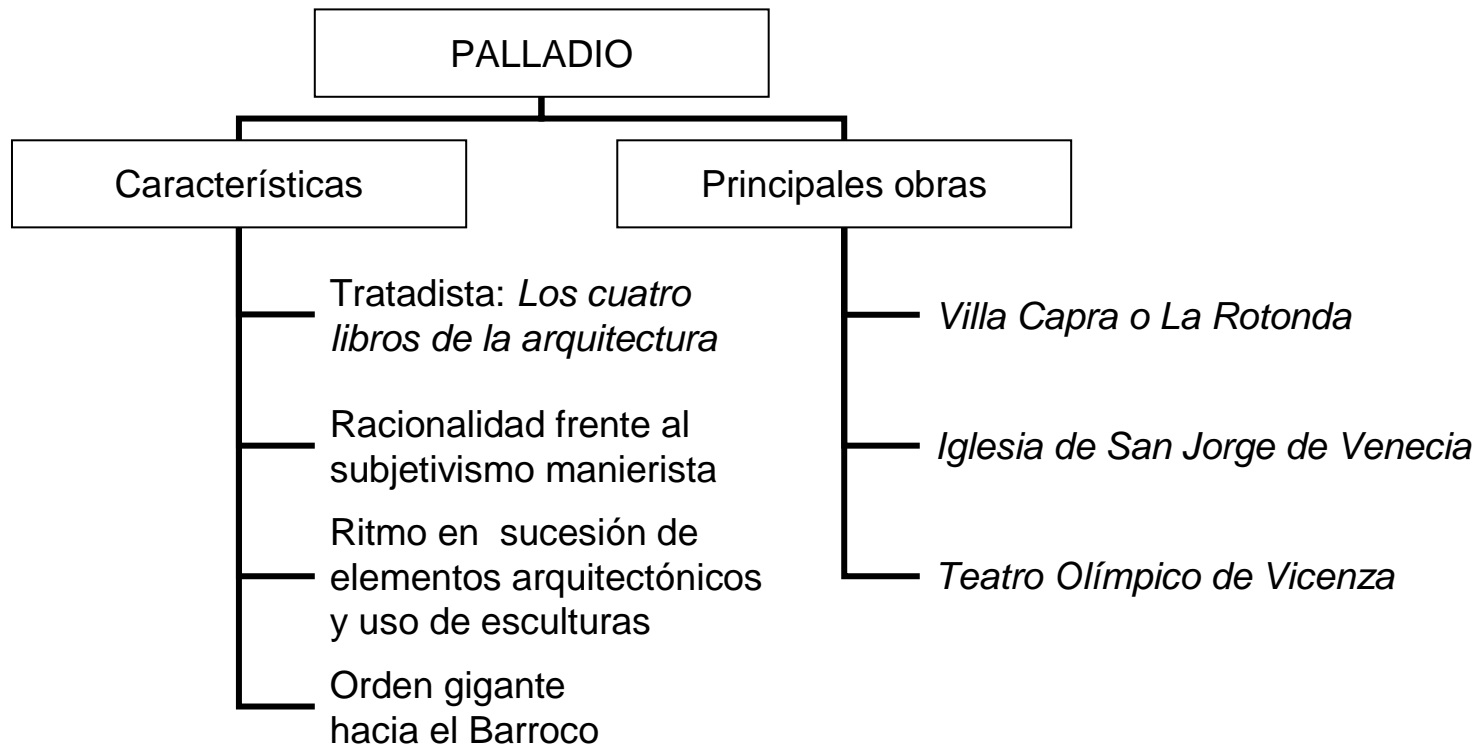 PALLADIO
Características
Tratadista: Los cuatro
libros de la arquitectura
Racionalidad frente al
subjetivismo manierista
Ritmo en  sucesión de
elementos arquitectónicos
y uso de esculturas
Orden gigante
hacia el Barroco
Principales obras
Villa Capra o La Rotonda
Iglesia de San Jorge de Venecia
Teatro Olímpico de Vicenza